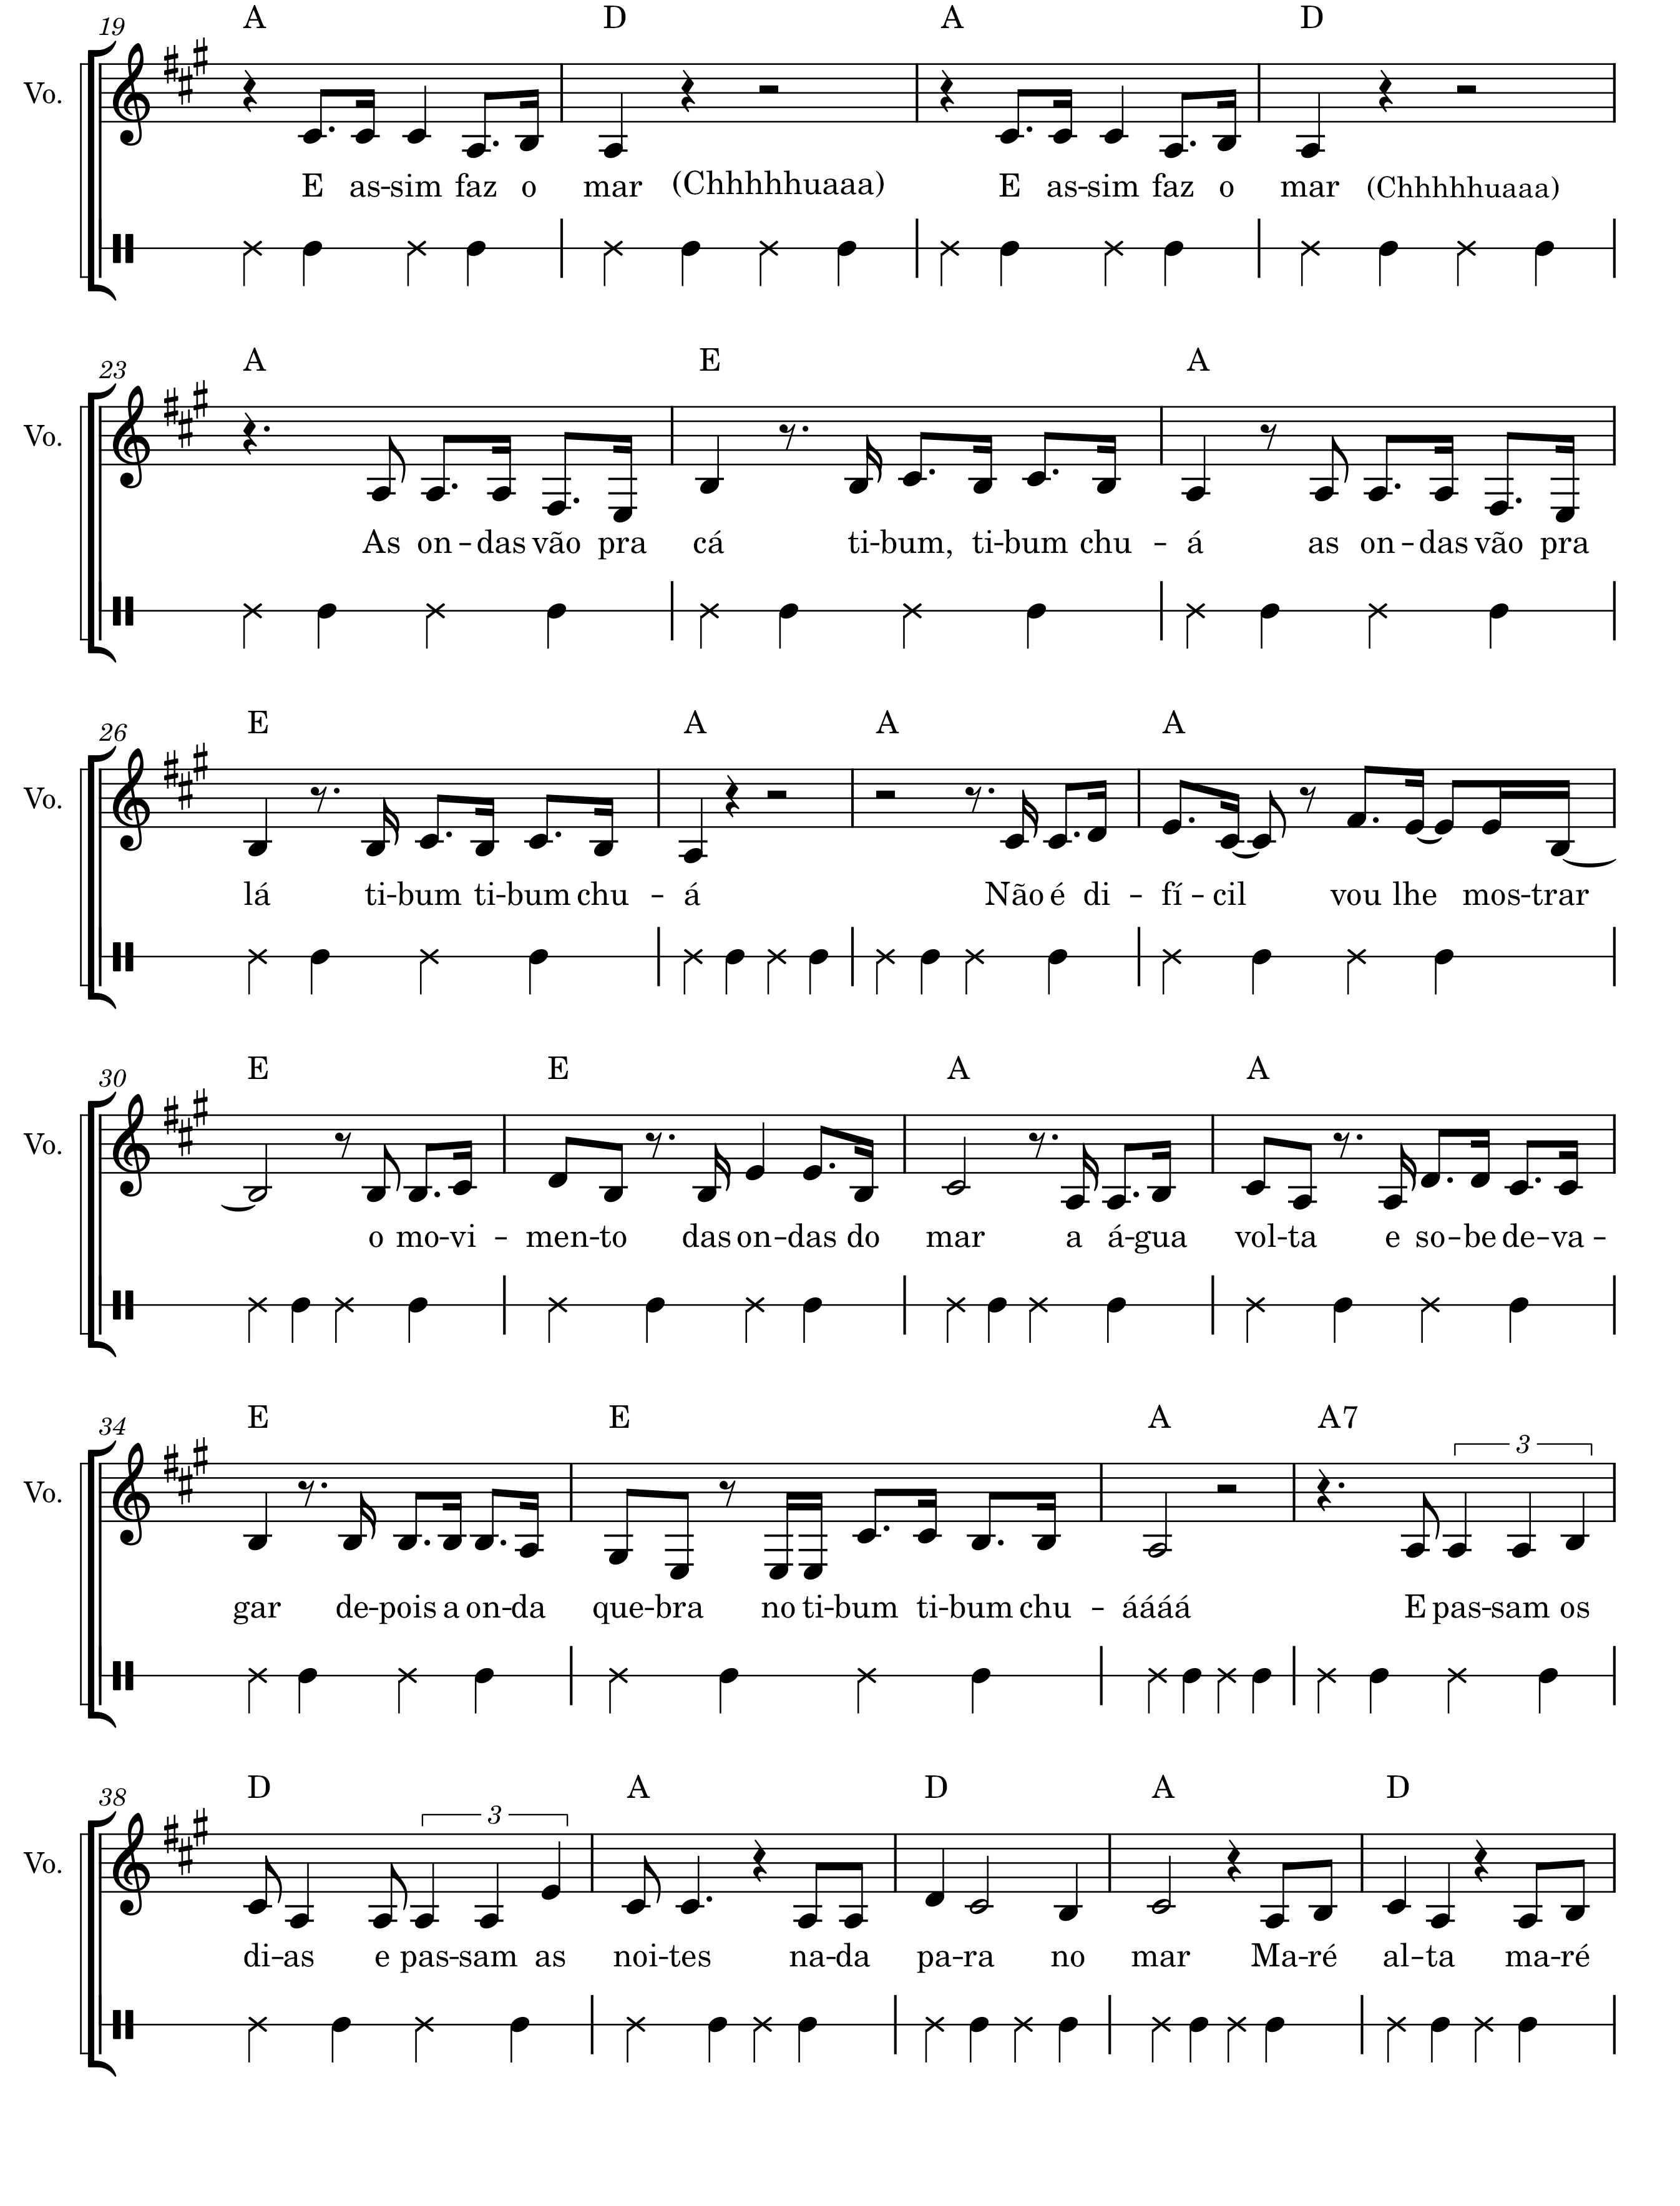 19 A D A D
Vo.
E as-sim faz o mar (Chhhhhuaaa) E as-sim faz o mar (Chhhhhuaaa)
23 A E A
Vo.
As on-das vão pra cá ti-bum, ti-bum chu-á as on-das vão pra
26 E A A A
Vo.
lá ti-bum ti-bum chu-á Não é di-fí-cil vou lhe mos-trar
30 E E A A
Vo.
o mo-vi-men-to das on-das do mar a á-gua vol-ta e so-be de-va-
34 E E A A7
3
Vo.
gar de-pois a on-da que-bra no ti-bum ti-bum chu-áááá E pas-sam os
38 D A D A D
3
Vo.
di-as e pas-sam as noi-tes na-da pa-ra no mar Ma-ré al-ta ma-ré